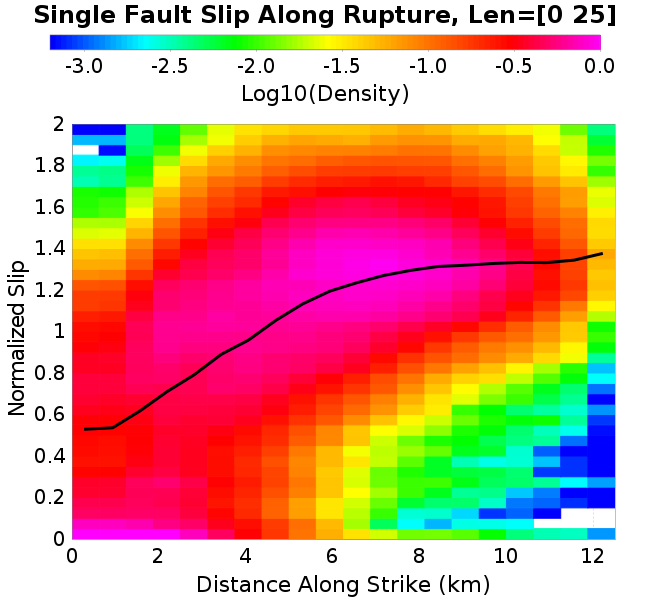 Single Fault Slip Along Rupture, Len=[0 25]
-3.0 -2.5 -2.0 -1.5 -1.0 -0.5 0.0
Log10(Density)
2
1.8
1.6
1.4
1.2
1
0.8
0.6
0.4
0.2
0
Normalized Slip
0 2 4 6 8 10 12
Distance Along Strike (km)